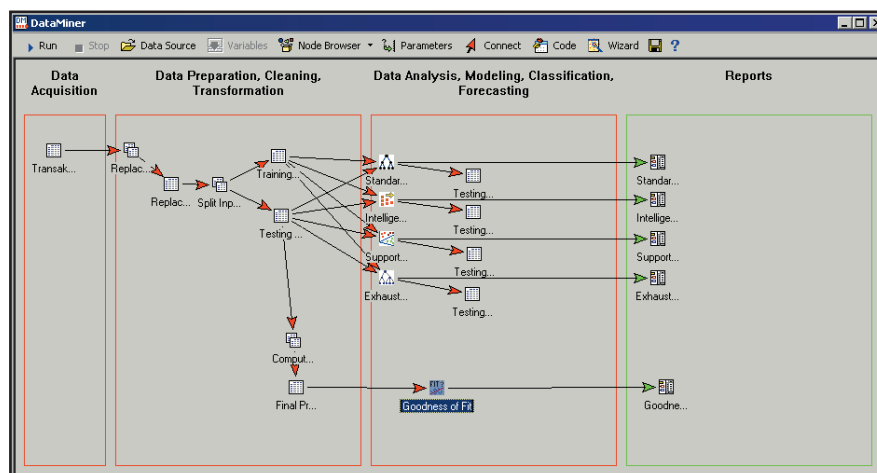 DataMiner
Run Stop Data Source Variables Node Browser Parameters Connect Code Wizard ?
Data
Acquisition
Data Preparation, Cleaning,
Transformation
Data Analysis, Modeling, Classification,
Forecasting
Reports
Transak...
Replac...
Replac...
Split Inp...
Training...
Testing ...
Comput...
Final Pr...
Standar...
Testing...
Intellige...
Testing...
Support...
Testing...
Exhaust...
Testing...
Goodness of Fit
Standar...
Intellige...
Support...
Exhaust...
Goodne...